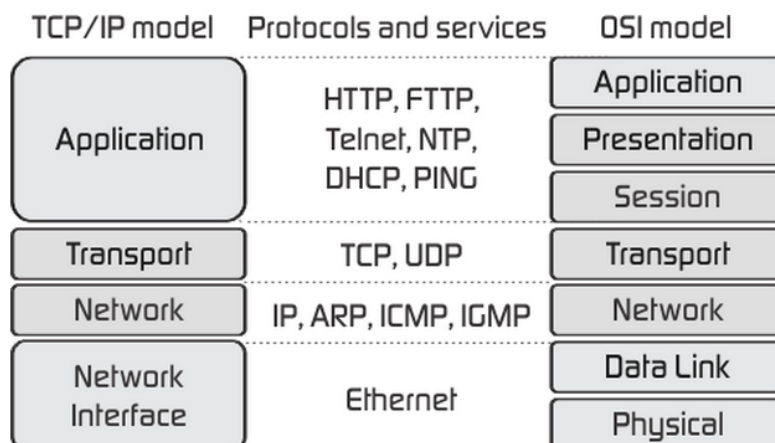 TCP/IP model Protocols and services OSI model
Application
HTTP, FTTP,
Telnet, NTP,
DHCP, PING
Application
Presentation
Session
Transport TCP, UDP Transport
Network IP, ARP, ICMP, IGMP Network
Network
Interface
Ethernet
Data Link
Physical